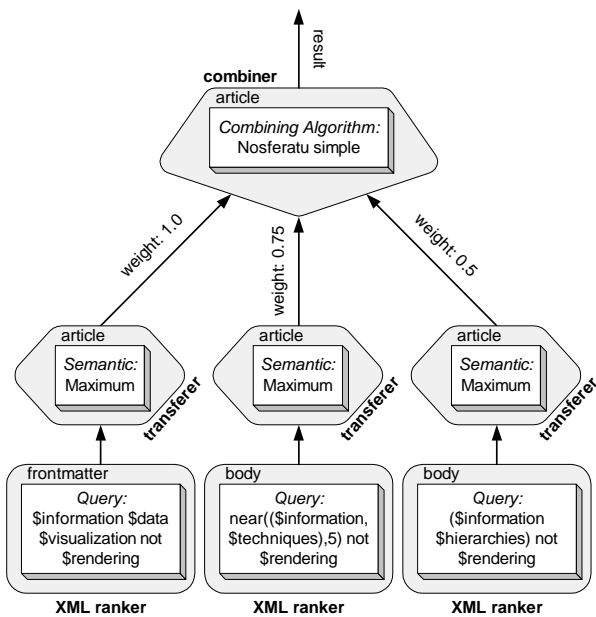 result
combiner
article
Combining Algorithm:
Nosferatu simple
weight: 1.0
weight: 0.75
weight: 0.5
article
Semantic:
Maximum
transferer
article
Semantic:
Maximum
transferer
article
Semantic:
Maximum
transferer
frontmatter
Query:
$information $data
$visualization not
$rendering
XML ranker
body
Query:
near(($information,
$techniques),5) not
$rendering
XML ranker
body
Query:
($information
$hierarchies) not
$rendering
XML ranker